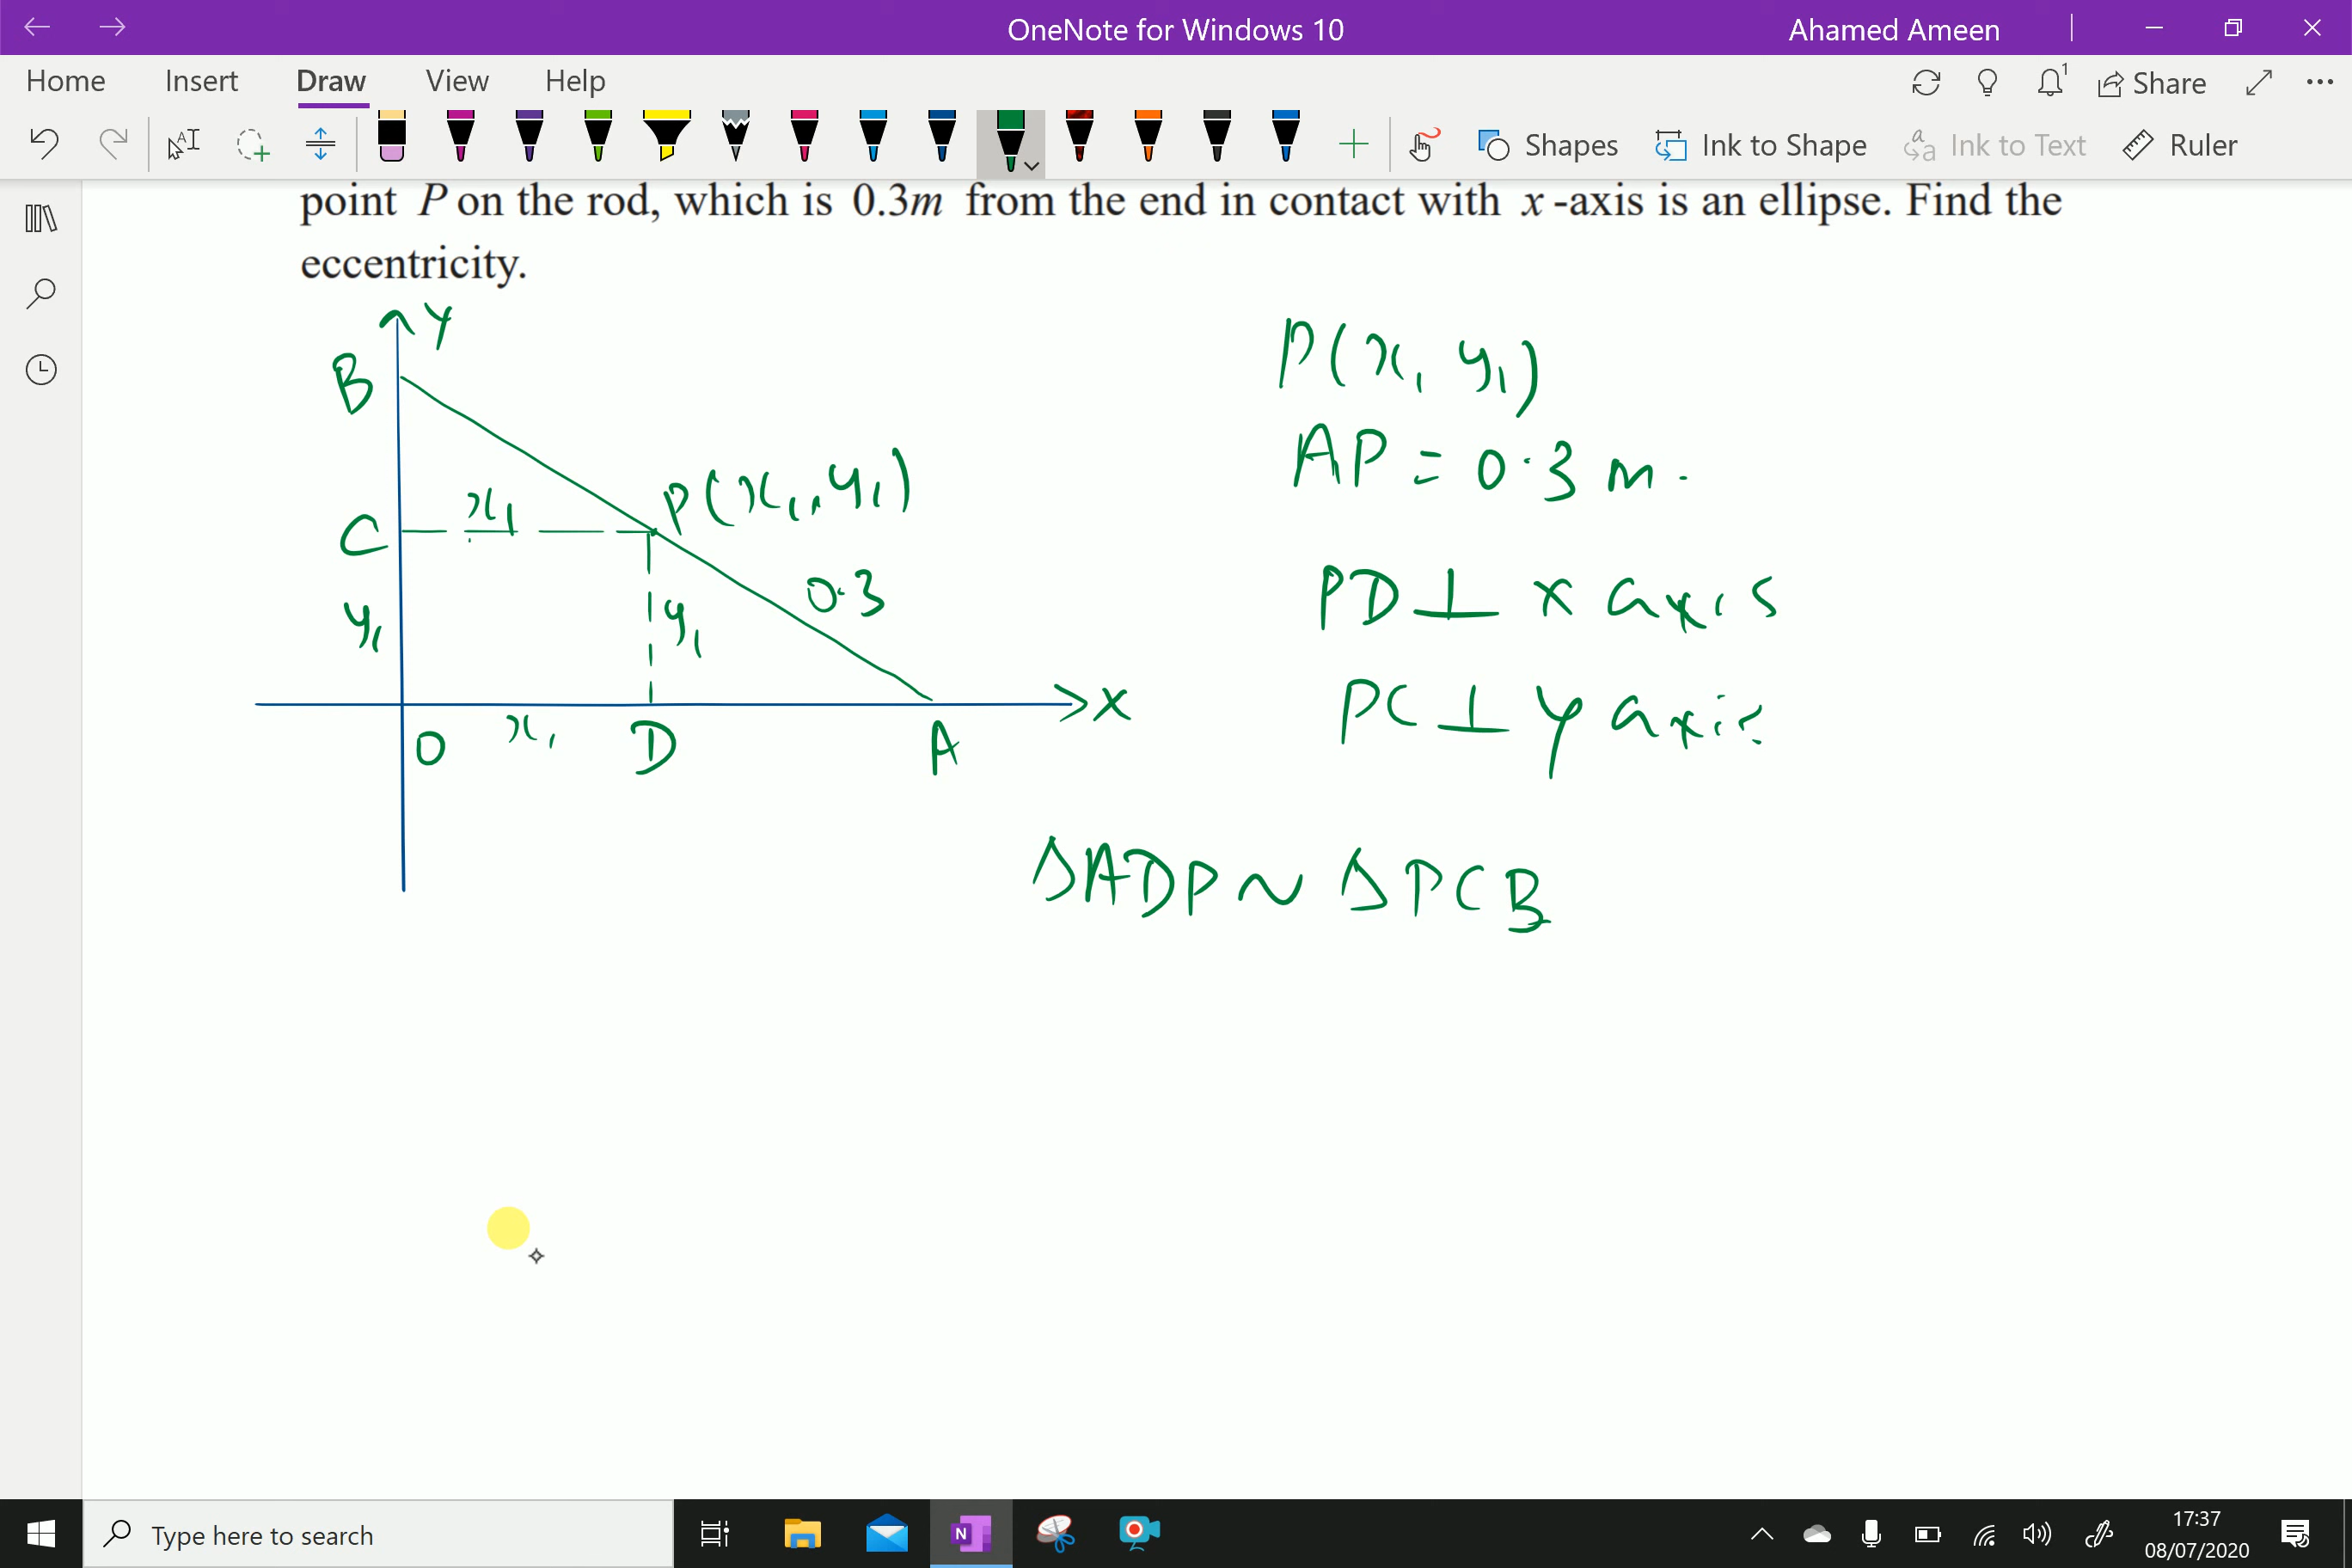 OneNote for Windows 10
Ahamed Ameen
Home Insert Draw View Help
1 Share
Shapes Ink to Shape Ink to Text Ruler
point P on the rod, which is 0.3m from the end in contact with x-axis is an ellipse. Find the
eccentricity.
Y
B
P(x₁, y₁)
C x₁
y₁ y₁
0.3
O x₁ D A
X
P(x₁ y₁)
AP = 0.3 m.
PD⊥ x axis
PC⊥ y axis
ΔADP ~ ΔPCB
Type here to search
17:37
08/07/2020